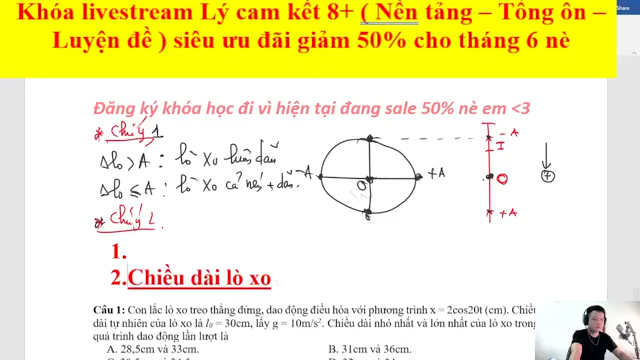 Khóa livestream Lý cam kết 8+ ( Nền tảng – Tổng ôn –
Luyện đề ) siêu ưu đãi giảm 50% cho tháng 6 nè
Đăng ký khóa học đi vì hiện tại đang sale 50% nè em <3
* Chú ý 1
Δl0 > A : lò xo luôn dãn
Δl0 ≤ A : lò xo cả nén + dãn.
* Chú ý 2
-A
O
+A
-A
I
O
+A
+
1.
2. Chiều dài lò xo
Câu 1: Con lắc lò xo treo thẳng đứng, dao động điều hòa với phương trình x = 2cos20t (cm). Chiều
dài tự nhiên của lò xo là l0 = 30cm, lấy g = 10m/s2. Chiều dài nhỏ nhất và lớn nhất của lò xo trong
quá trình dao động lần lượt là
A. 28,5cm và 33cm. B. 31cm và 36cm.